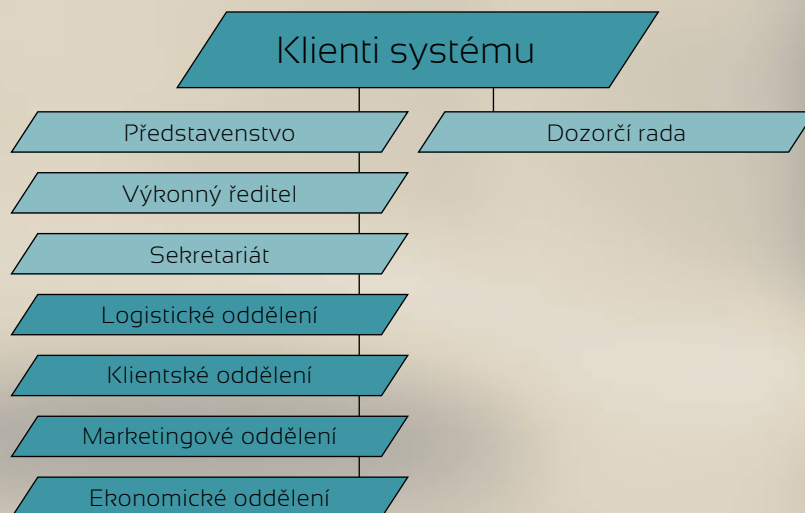 Klienti systému
Představenstvo
Dozorčí rada
Výkonný ředitel
Sekretariát
Logistické oddělení
Klientské oddělení
Marketingové oddělení
Ekonomické oddělení